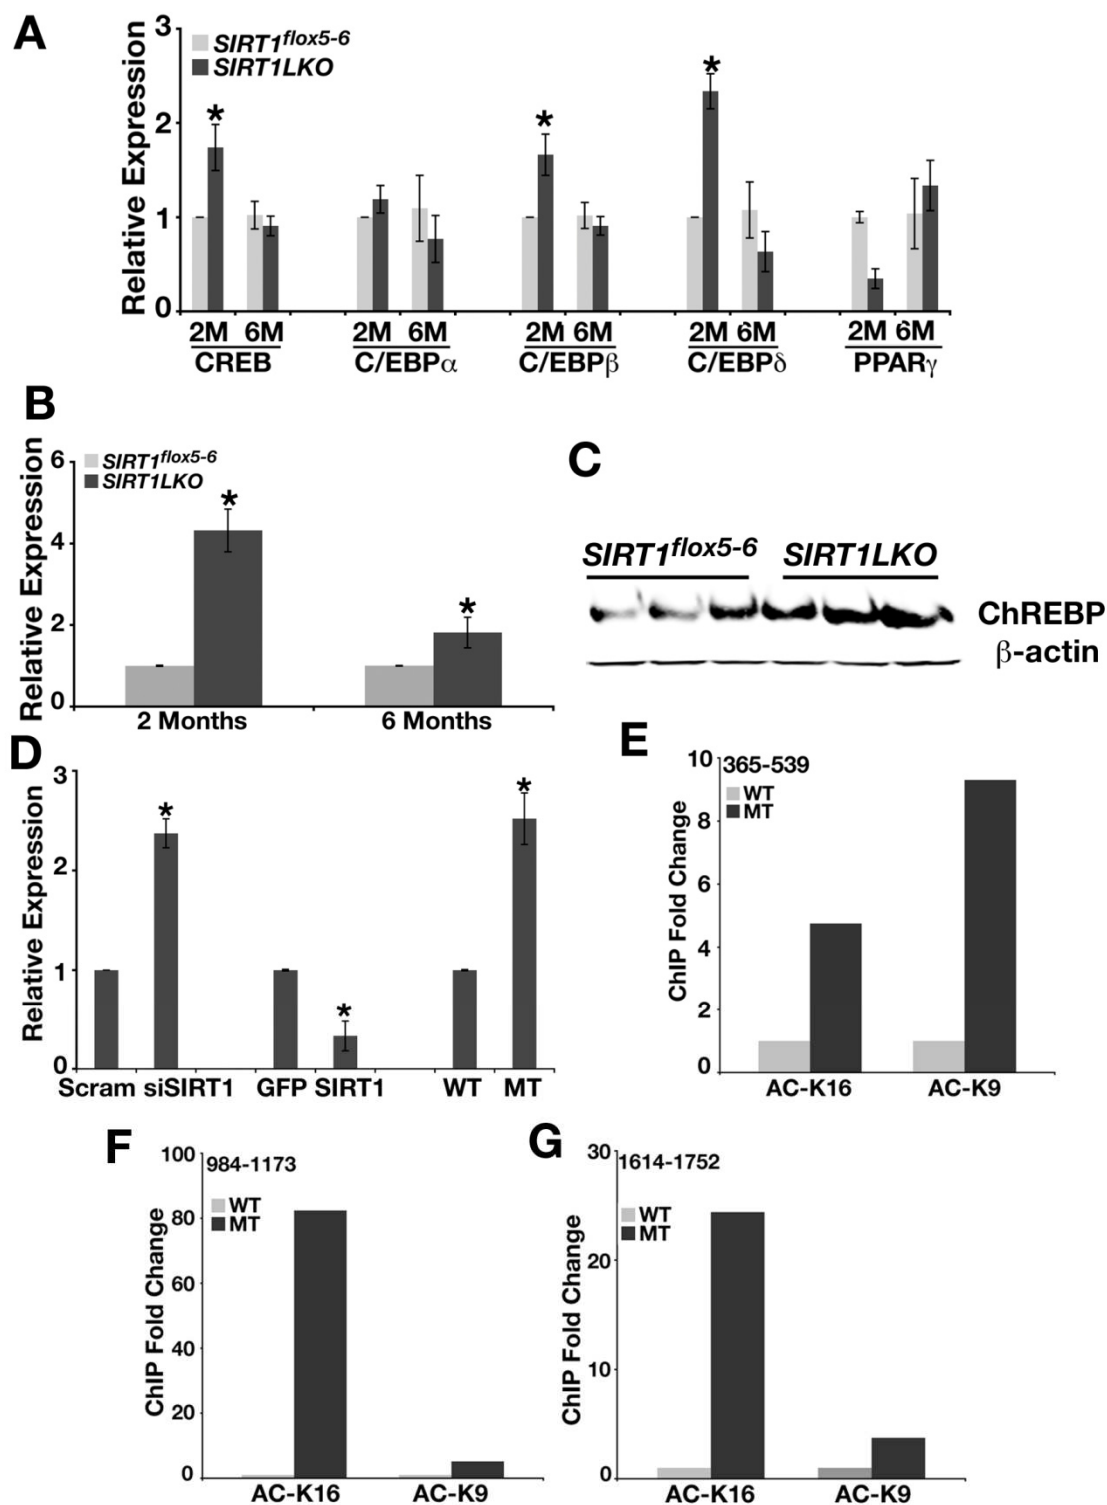 A
Relative Expression
3
2
1
0
SIRT1flox5-6
SIRT1LKO
*
*
*
2M 6M
2M 6M
2M 6M
2M 6M
2M 6M
CREB
C/EBPα
C/EBPβ
C/EBPδ
PPARγ
B
Relative Expression
6
4
2
0
SIRT1flox5-6
SIRT1LKO
*
*
2 Months
6 Months
C
SIRT1flox5-6
SIRT1LKO
ChREBP
β-actin
D
Relative Expression
3
2
1
0
*
*
*
Scram siSIRT1
GFP SIRT1
WT MT
E
ChIP Fold Change
10
8
6
4
2
0
365-539
WT
MT
AC-K16
AC-K9
F
ChIP Fold Change
100
80
60
40
20
0
984-1173
WT
MT
AC-K16
AC-K9
G
ChIP Fold Change
30
20
10
0
1614-1752
WT
MT
AC-K16
AC-K9